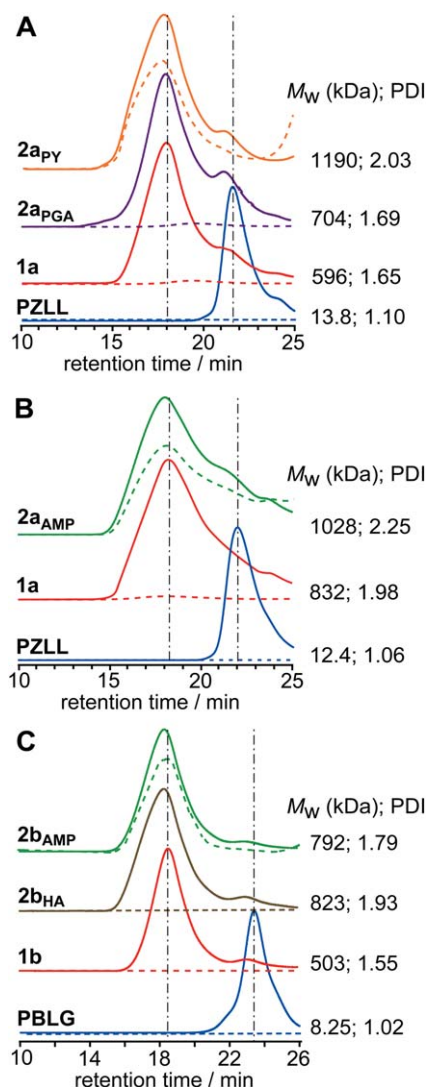 A
M_W (kDa); PDI
2a_PY 1190; 2.03
2a_PGA 704; 1.69
1a 596; 1.65
PZLL 13.8; 1.10
10 15 20 25
retention time / min
B
M_W (kDa); PDI
2a_AMP 1028; 2.25
1a 832; 1.98
PZLL 12.4; 1.06
10 15 20 25
retention time / min
C
M_W (kDa); PDI
2b_AMP 792; 1.79
2b_HA 823; 1.93
1b 503; 1.55
PBLG 8.25; 1.02
10 14 18 22 26
retention time / min